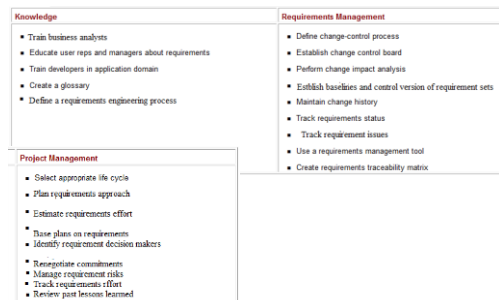 Knowledge
Train business analysts
Educate user reps and managers about requirements
Train developers in application domain
Create a glossary
Define a requirements engineering process
Requirements Management
Define change-control process
Establish change control board
Perform change impact analysis
Estblish baselines and control version of requirement sets
Maintain change history
Track requirements status
Track requirement issues
Use a requirements management tool
Create requirements traceability matrix
Project Management
Select appropriate life cycle
Plan requirements approach
Estimate requirements effort
Base plans on requirements
Identify requirement decision makers
Renegotiate commitments
Manage requirement risks
Track requirements rffort
Review past lessons learmed